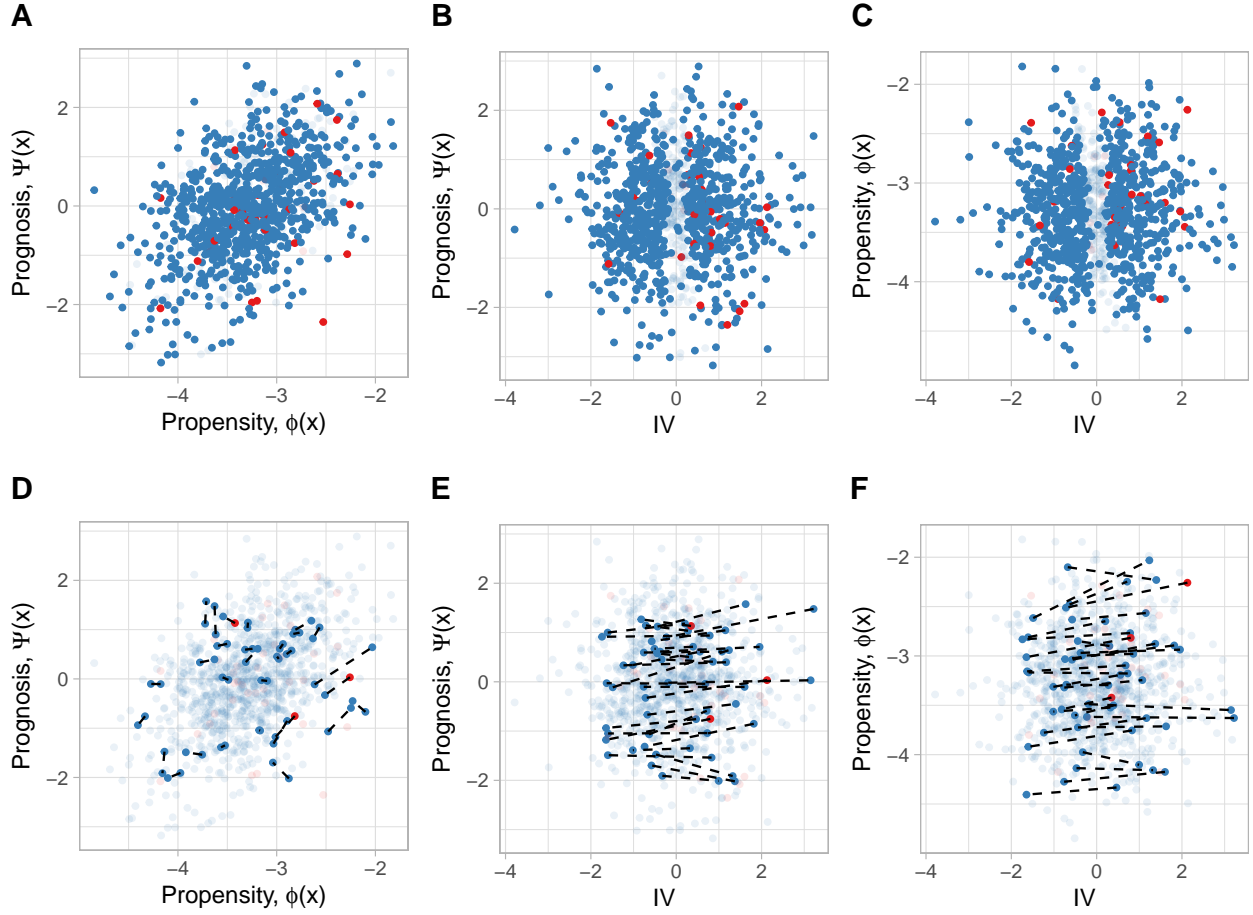 A
B
C
Prognosis, Ψ(x)
2
0
−2
−4
−3
−2
Propensity, ϕ(x)
Prognosis, Ψ(x)
2
0
−2
−4
−2
0
2
IV
Propensity, ϕ(x)
−2
−3
−4
−4
−2
0
2
IV
D
E
F
Prognosis, Ψ(x)
2
0
−2
−4
−3
−2
Propensity, ϕ(x)
Prognosis, Ψ(x)
2
0
−2
−4
−2
0
2
IV
Propensity, ϕ(x)
−2
−3
−4
−4
−2
0
2
IV